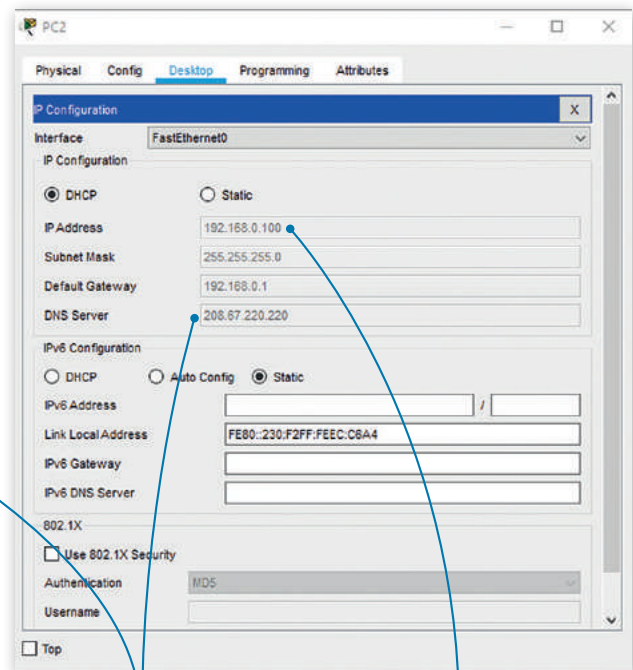 PC2
Physical Config Desktop Programming Attributes
IP Configuration X
Interface FastEthernet0
IP Configuration
DHCP Static
IP Address 192.168.0.100
Subnet Mask 255.255.255.0
Default Gateway 192.168.0.1
DNS Server 208.67.220.220
IPv6 Configuration
DHCP Auto Config Static
IPv6 Address /
Link Local Address FE80::230:F2FF:FEEC:C6A4
IPv6 Gateway
IPv6 DNS Server
802.1X
Use 802.1X Security
Authentication MD5
Username
Top